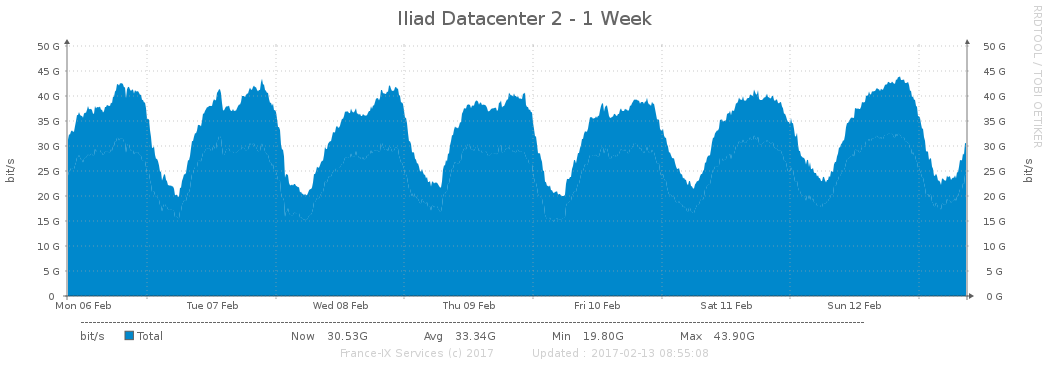 Iliad Datacenter 2 - 1 Week
RRDTOOL / TOBI OETIKER
bit/s
50 G
45 G
40 G
35 G
30 G
25 G
20 G
15 G
10 G
5 G
0
50 G
45 G
40 G
35 G
30 G
25 G
20 G
15 G
10 G
5 G
0 G
bit/s
Mon 06 Feb Tue 07 Feb Wed 08 Feb Thu 09 Feb Fri 10 Feb Sat 11 Feb Sun 12 Feb
bit/s Total Now 30.53G Avg 33.34G Min 19.80G Max 43.90G
France-IX Services (c) 2017 Updated : 2017-02-13 08:55:08